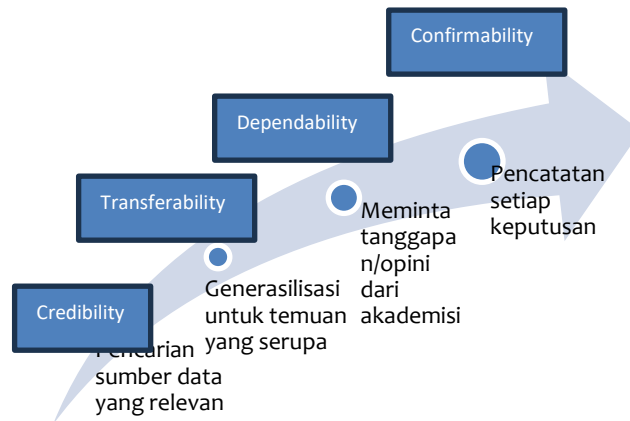 Confirmability
Dependability
Transferability
Credibility
Pencarian
sumber data
yang relevan
Generasilisasi
untuk temuan
yang serupa
Meminta
tanggapa
n/opini
dari
akademisi
Pencatatan
setiap
keputusan